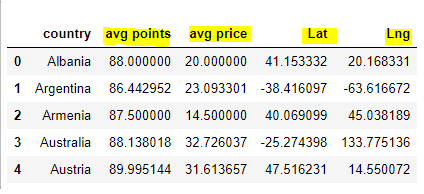 country avg points avg price Lat Lng
0 Albania 88.000000 20.000000 41.153332 20.168331
1 Argentina 86.442952 23.093301 -38.416097 -63.616672
2 Armenia 87.500000 14.500000 40.069099 45.038189
3 Australia 88.138018 32.726037 -25.274398 133.775136
4 Austria 89.995144 31.613657 47.516231 14.550072